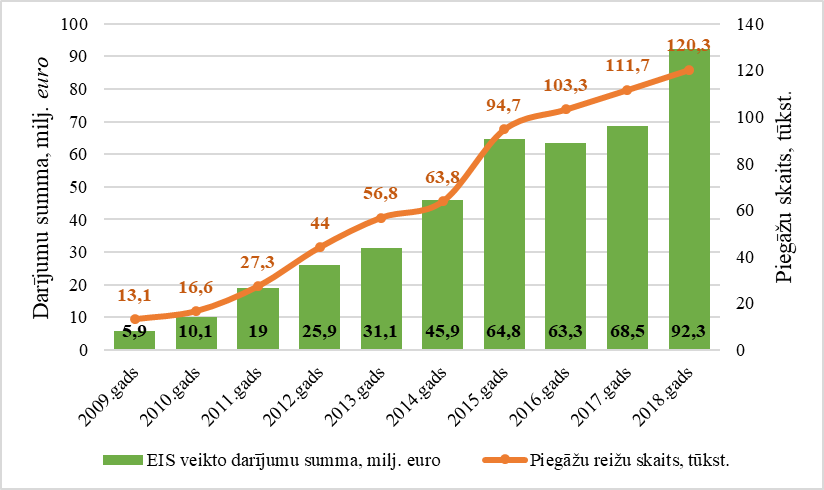 Darījumu summa, milj. euro
100
90
80
70
60
50
40
30
20
10
0
140
120
100
80
60
40
20
0
Piegāžu skaits, tūkst.
13,1
16,6
27,3
44
56,8
63,8
94,7
103,3
111,7
120,3
5,9
10,1
19
25,9
31,1
45,9
64,8
63,3
68,5
92,3
2009.gads
2010.gads
2011.gads
2012.gads
2013.gads
2014.gads
2015.gads
2016.gads
2017.gads
2018.gads
EIS veikto darījumu summa, milj. euro
Piegāžu reižu skaits, tūkst.